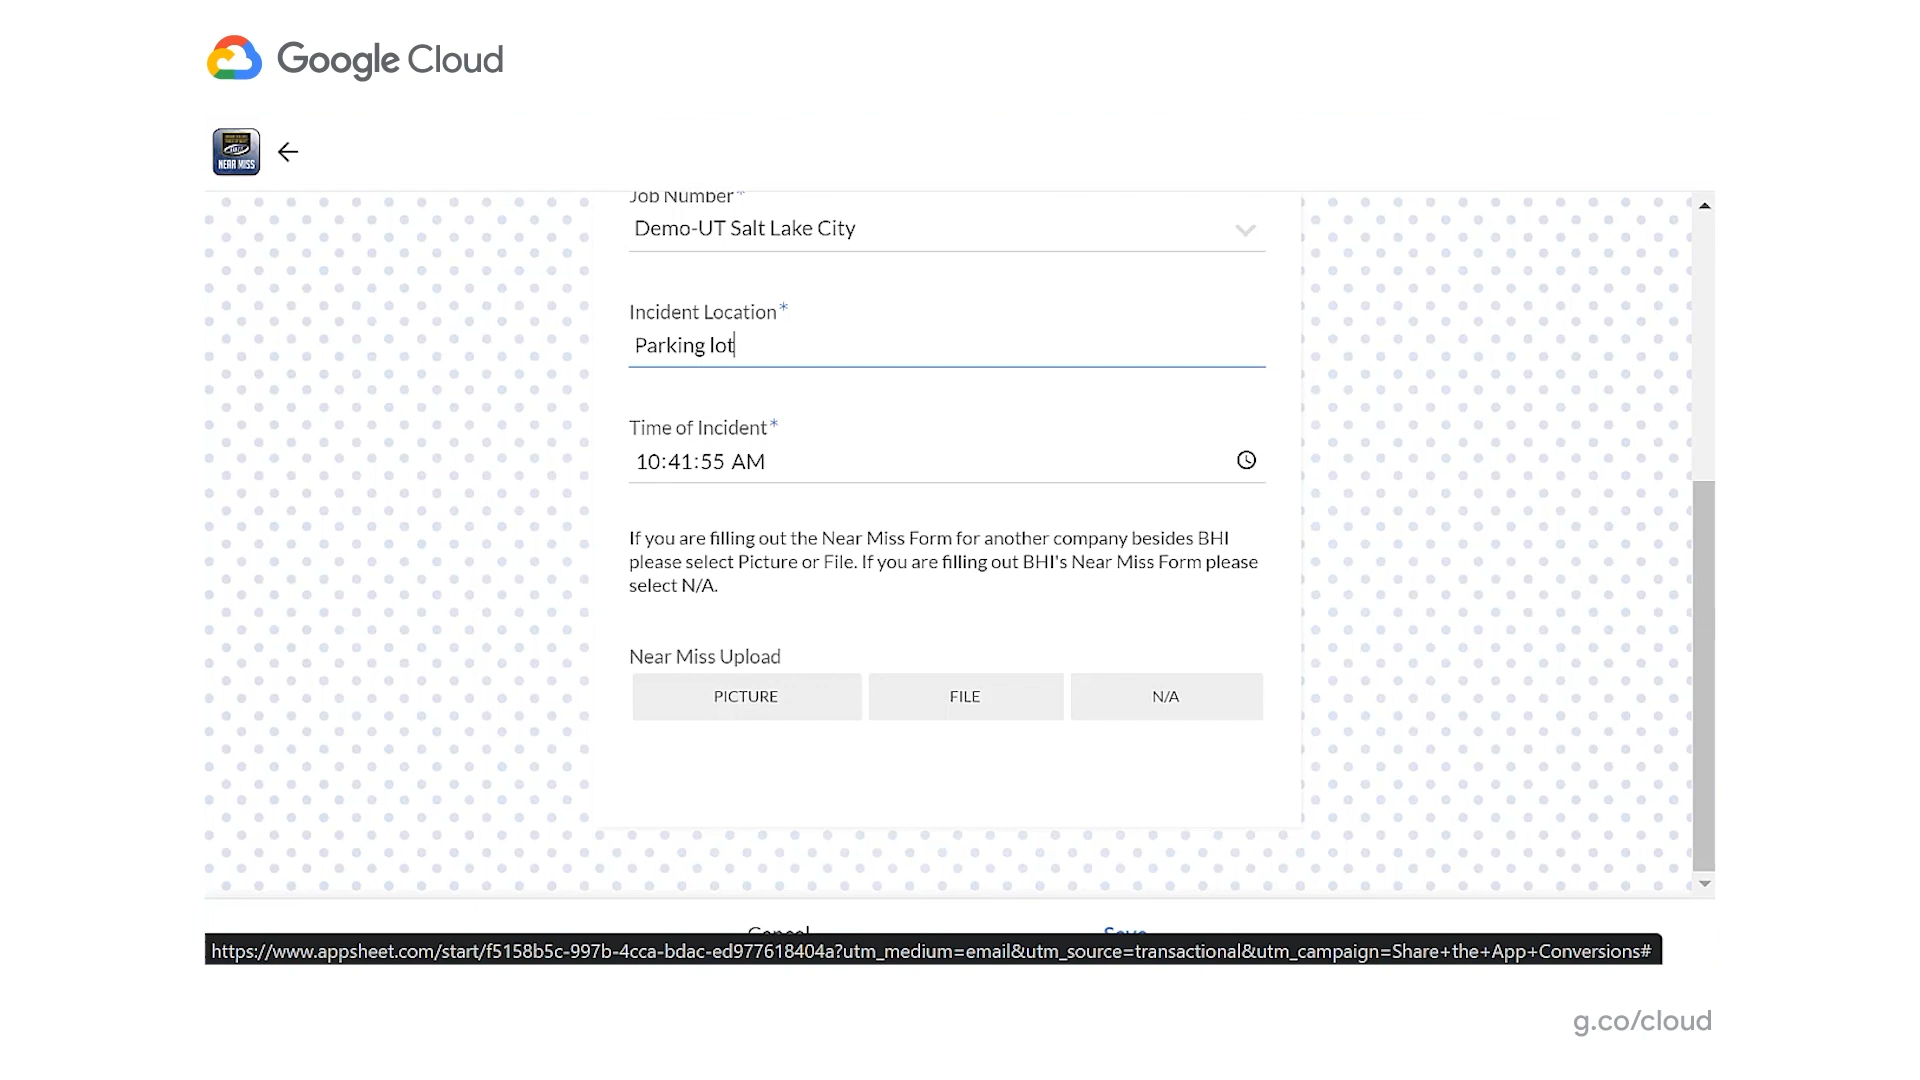 Google Cloud
NEAR MISS
Job Number*
Demo-UT Salt Lake City
Incident Location*
Parking lot
Time of Incident*
10:41:55 AM
If you are filling out the Near Miss Form for another company besides BHI
please select Picture or File. If you are filling out BHI's Near Miss Form please
select N/A.
Near Miss Upload
PICTURE FILE N/A
Cancel Save
https://www.appsheet.com/start/f5158b5c-997b-4cca-bdac-ed977618404a?utm_medium=email&utm_source=transactional&utm_campaign=Share+the+App+Conversions#
g.co/cloud